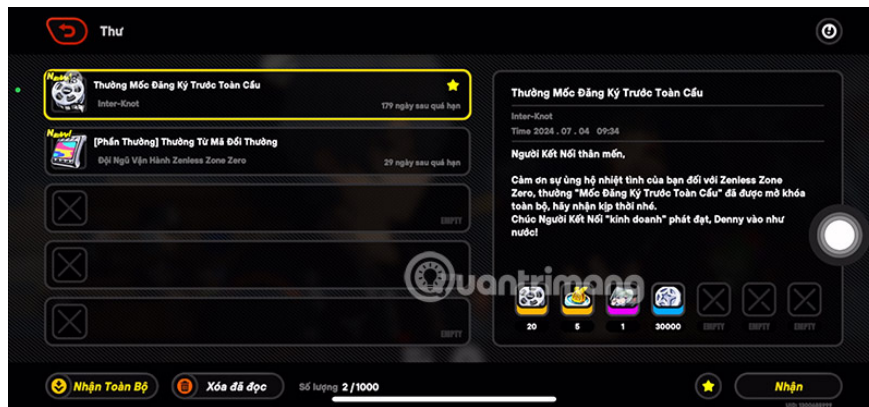 Thư
New!
Thưởng Mốc Đăng Ký Trước Toàn Cầu
Inter-Knot
179 ngày sau quá hạn
New!
[Phần Thưởng] Thưởng Từ Mã Đổi Thưởng
Đội Ngũ Vận Hành Zenless Zone Zero
29 ngày sau quá hạn
EMPTY
EMPTY
Thưởng Mốc Đăng Ký Trước Toàn Cầu
Inter-Knot
Time 2024 . 07 . 04 09:34
Người Kết Nối thân mến,
Cảm ơn sự ủng hộ nhiệt tình của bạn đối với Zenless Zone
Zero, thưởng "Mốc Đăng Ký Trước Toàn Cầu" đã được mở khóa
toàn bộ, hãy nhận kịp thời nhé.
Chúc Người Kết Nối "kinh doanh" phát đạt, Denny vào như
nước!
Quantrimang
20 5 1 30000 EMPTY EMPTY EMPTY
Nhận Toàn Bộ
Xóa đã đọc
Số lượng 2 /1000
Nhận